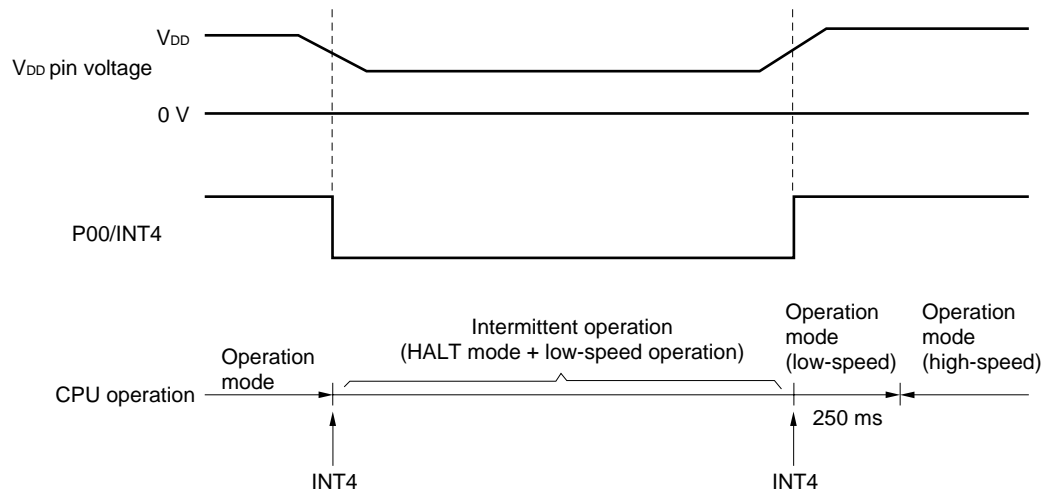 VDD
VDD pin voltage
0 V
P00/INT4
Intermittent operation
(HALT mode + low-speed operation)
Operation
mode
(low-speed)
Operation
mode
(high-speed)
Operation
mode
CPU operation
250 ms
INT4
INT4